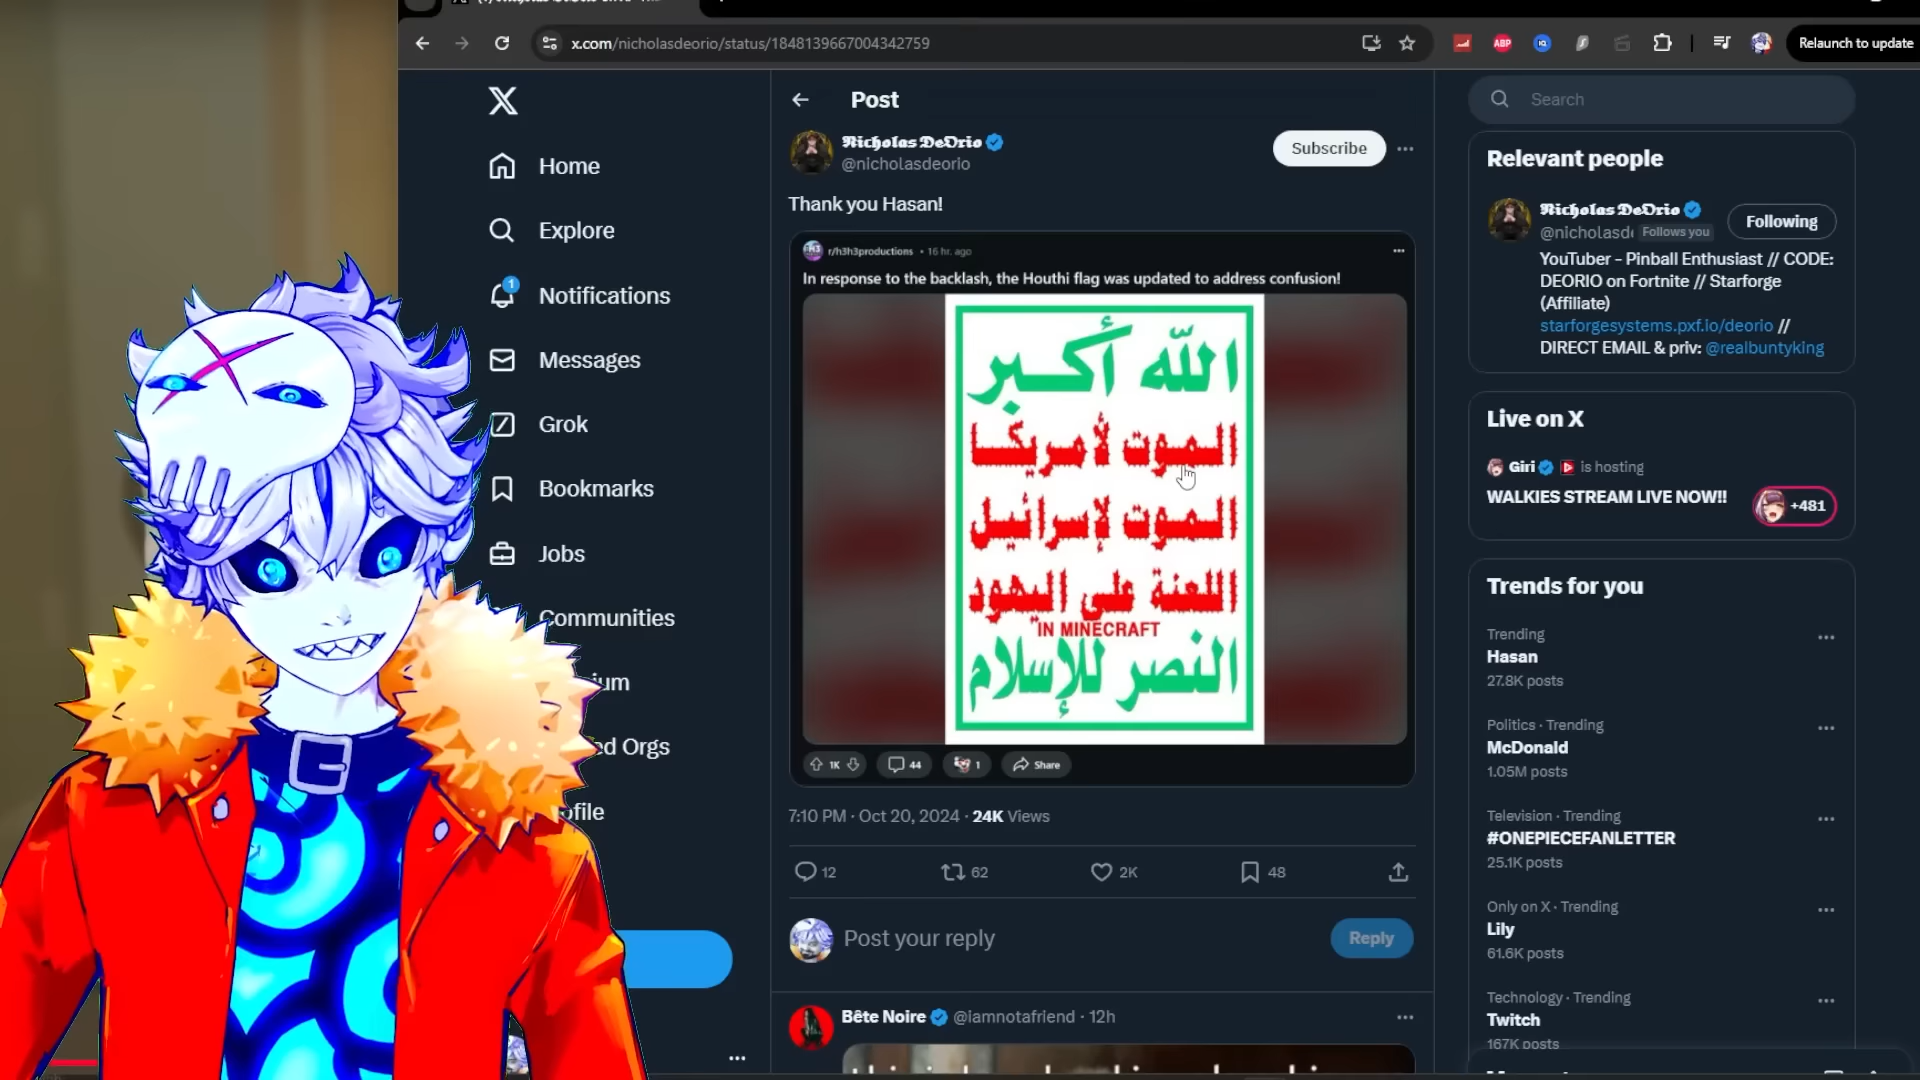 x.com/nicholasdeorio/status/1848139667004342759
ABP
Relaunch to update
Home
Explore
1
Notifications
Messages
Grok
Bookmarks
Jobs
Communities
Post
Nicholas DeOrio
@nicholasdeorio
Subscribe
Thank you Hasan!
r/h3h3productions • 16 hr. ago
In response to the backlash, the Houthi flag was updated to address confusion!
الله أكبر
الموت لأمريكا
الموت لإسرائيل
اللعنة على اليهود
IN MINECRAFT
النصر للإسلام
1K
44
1
Share
7:10 PM · Oct 20, 2024 · 24K Views
12
62
2K
48
Post your reply
Reply
Bête Noire @iamnotafriend · 12h
Search
Relevant people
Nicholas DeOrio
Following
@nicholasd
Follows you
YouTuber - Pinball Enthusiast // CODE:
DEORIO on Fortnite // Starforge
(Affiliate)
starforgesystems.pxf.io/deorio //
DIRECT EMAIL & priv: @realbuntyking
Live on X
Giri is hosting
WALKIES STREAM LIVE NOW!!
+481
Trends for you
Trending
Hasan
27.8K posts
Politics · Trending
McDonald
1.05M posts
Television · Trending
#ONEPIECEFANLETTER
25.1K posts
Only on X · Trending
Lily
61.6K posts
Technology · Trending
Twitch
167K posts